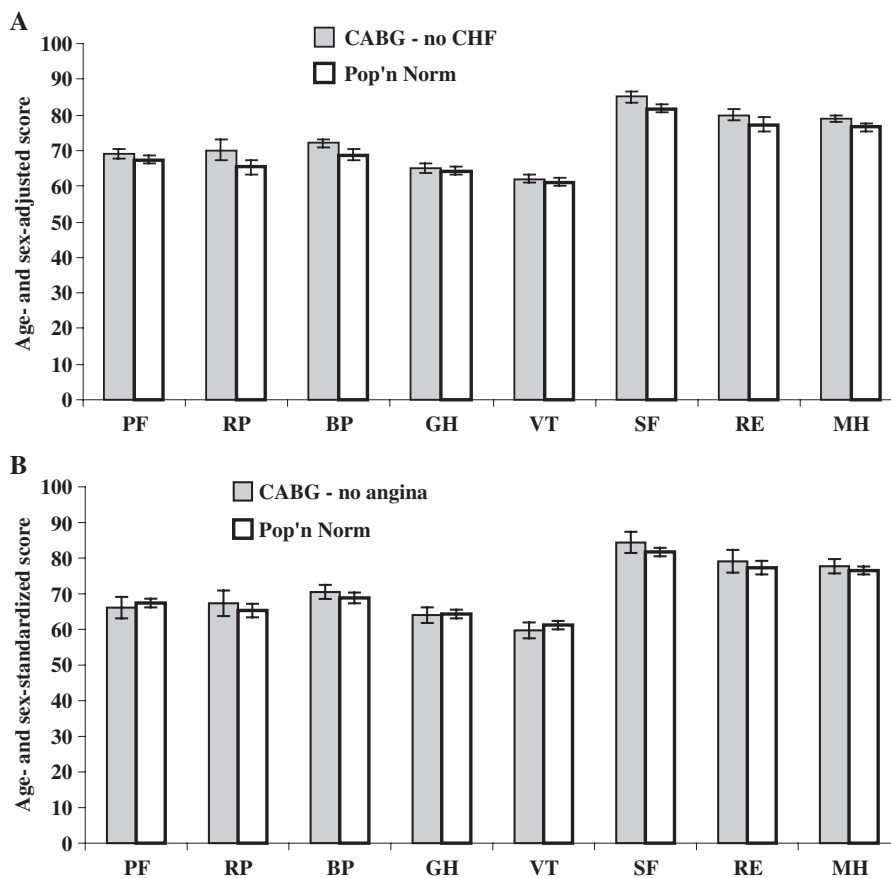 A
CABG - no CHF
Pop'n Norm
Age- and sex-adjusted score
100
90
80
70
60
50
40
30
20
10
0
PF RP BP GH VT SF RE MH
B
CABG - no angina
Pop'n Norm
Age- and sex-standardized score
100
90
80
70
60
50
40
30
20
10
0
PF RP BP GH VT SF RE MH